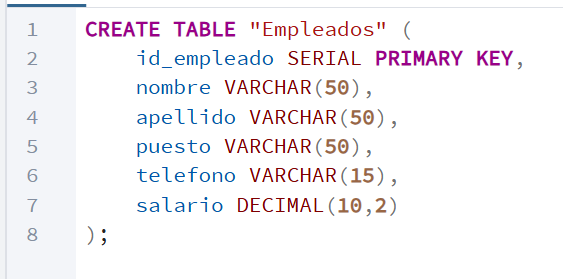 1 CREATE TABLE "Empleados" (
2     id_empleado SERIAL PRIMARY KEY,
3     nombre VARCHAR(50),
4     apellido VARCHAR(50),
5     puesto VARCHAR(50),
6     telefono VARCHAR(15),
7     salario DECIMAL(10,2)
8 );